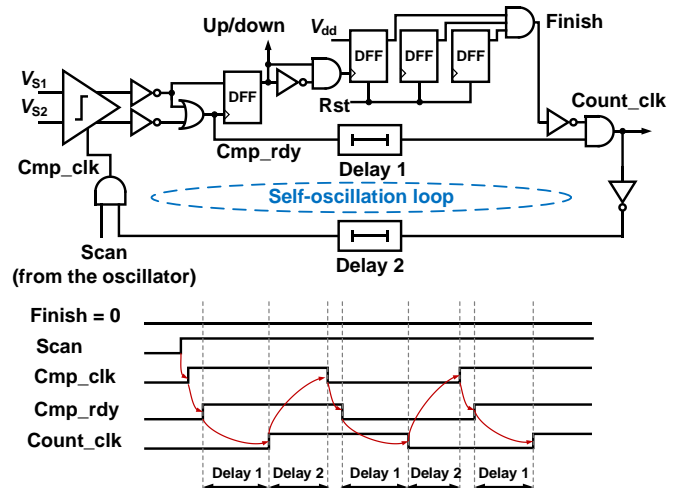 Up/down
Vdd
Finish
DFF
DFF
DFF
VS1
VS2
DFF
Rst
Count_clk
Cmp_rdy
Delay 1
Cmp_clk
Self-oscillation loop
Scan
(from the oscillator)
Delay 2
Finish = 0
Scan
Cmp_clk
Cmp_rdy
Count_clk
Delay 1 Delay 2 Delay 1 Delay 2 Delay 1